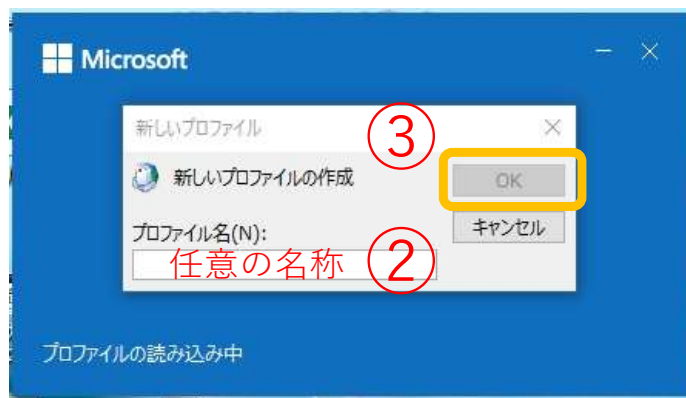 Microsoft
新しいプロファイル
③
新しいプロファイルの作成
OK
プロファイル名(N):
キャンセル
任意の名称
②
プロファイルの読み込み中